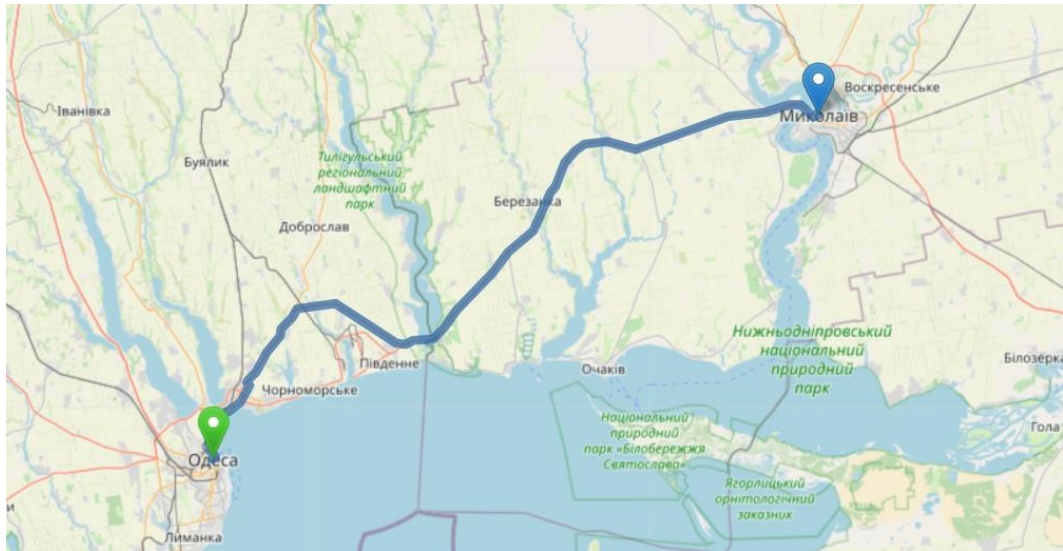 Іванівка
Воскресенське
Миколаїв
Буялик
Тилігульський
регіональний
ландшафтний
парк
Березанка
Доброслав
Нижньодніпровський
національний
природний
парк
Південне
Очаків
Білозерка
Чорноморське
Національний
природний
парк «Білобережжя
Святослава»
Гола
Одеса
Ягорлицький
орнітологічний
заказник
Лиманка